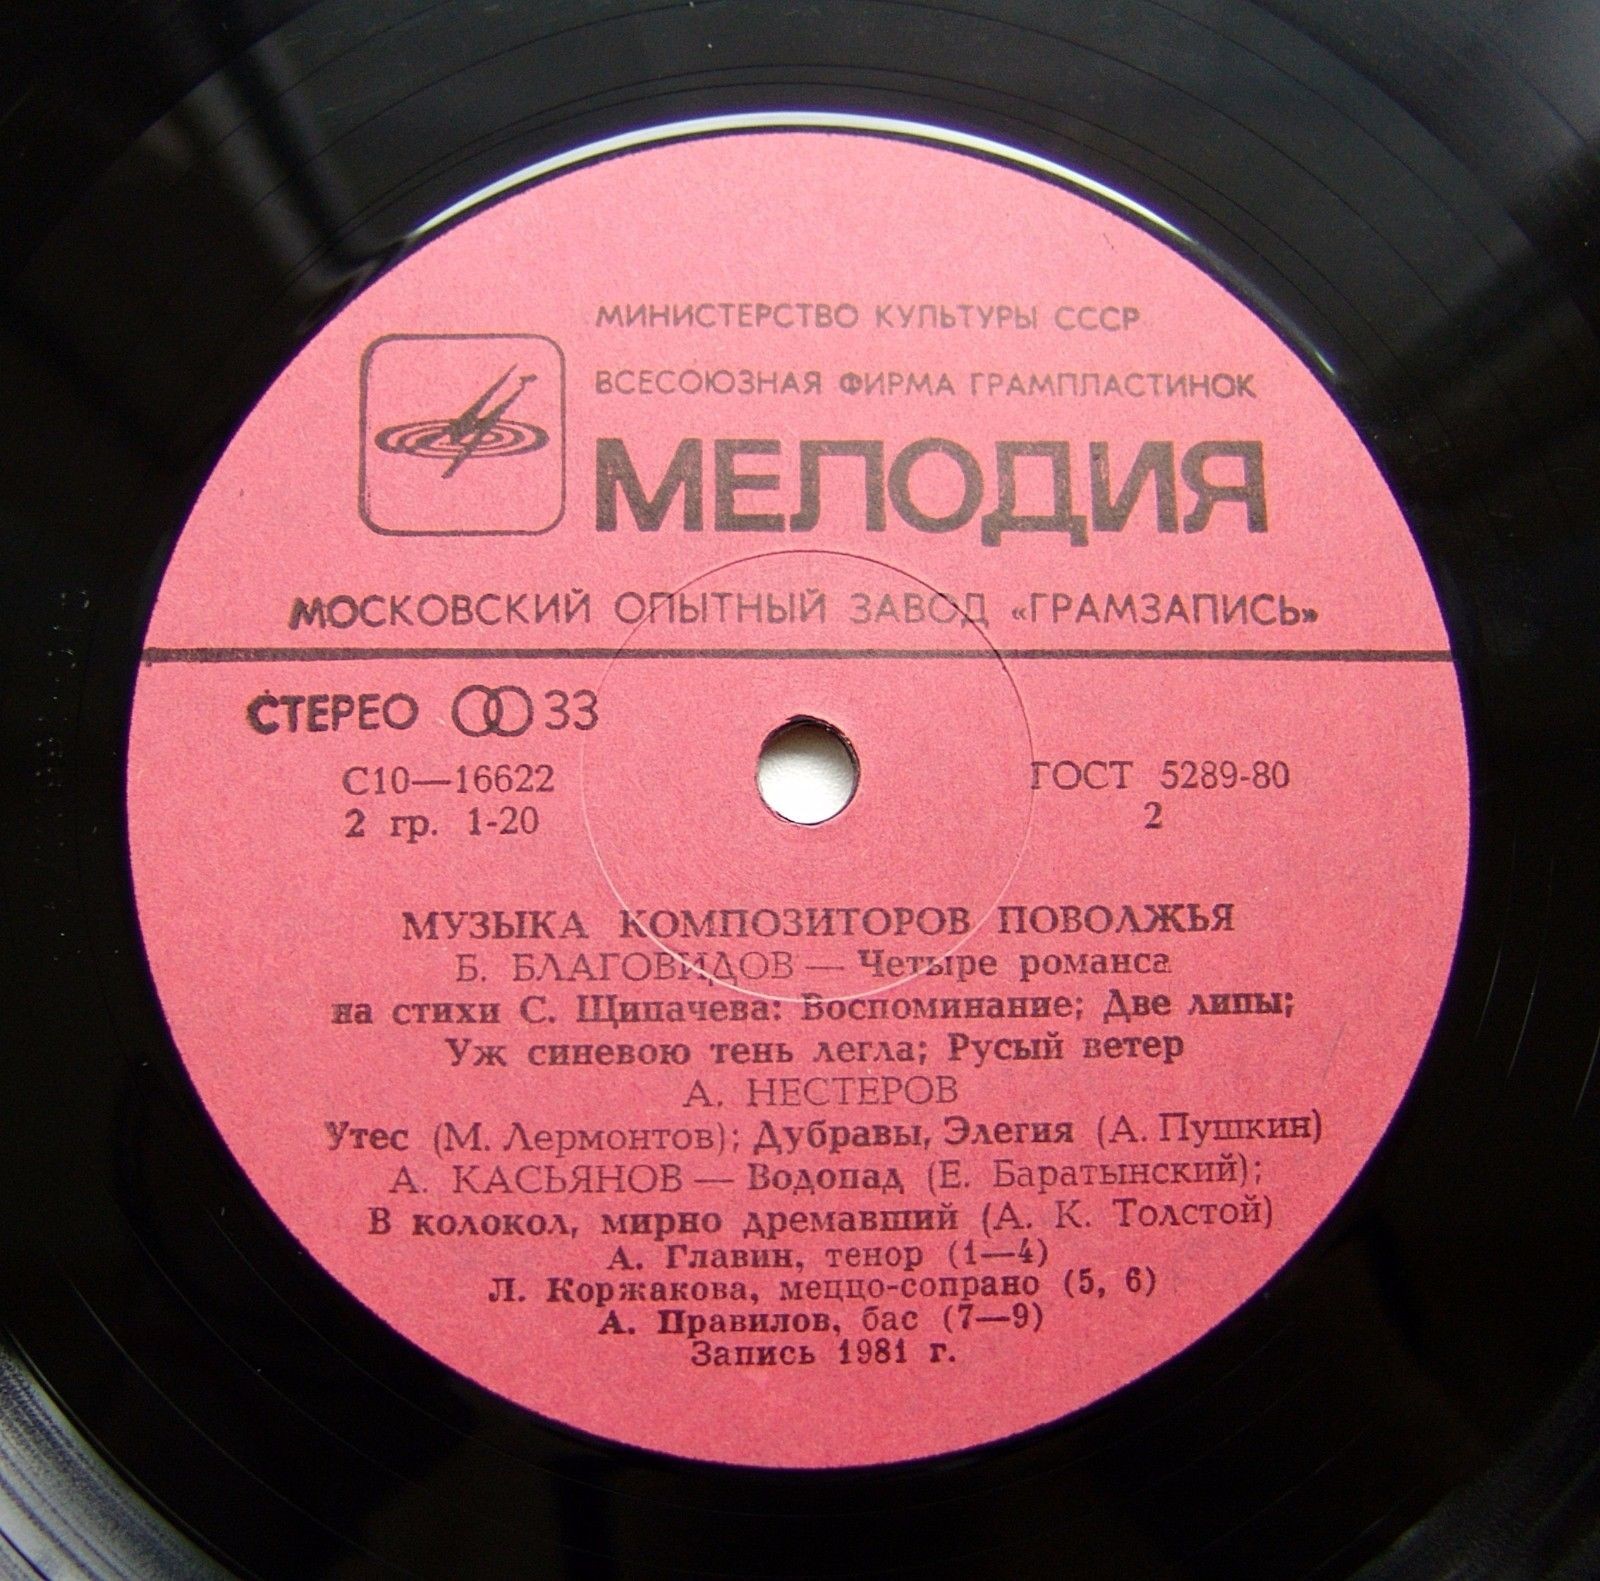 МИНИСТЕРСТВО КУЛЬТУРЫ СССР
ВСЕСОЮЗНАЯ ФИРМА ГРАМПЛАСТИНОК
МЕЛОДИЯ
МОСКОВСКИЙ ОПЫТНЫЙ ЗАВОД «ГРАМЗАПИСЬ»
СТЕРЕО 33
С10—16622 ГОСТ 5289-80
2 гр. 1-20 2
МУЗЫКА КОМПОЗИТОРОВ ПОВОЛЖЬЯ
Б. БЛАГОВИДОВ — Четыре романса
на стихи С. Щипачева: Воспоминание; Две липы;
Уж синевою тень легла; Русый ветер
А. НЕСТЕРОВ
Утес (М. Лермонтов); Дубравы, Элегия (А. Пушкин)
А. КАСЬЯНОВ — Водопад (Е. Баратынский);
В колокол, мирно дремавший (А. К. Толстой)
А. Главин, тенор (1—4)
Л. Коржакова, меццо-сопрано (5, 6)
А. Правилов, бас (7—9)
Запись 1981 г.